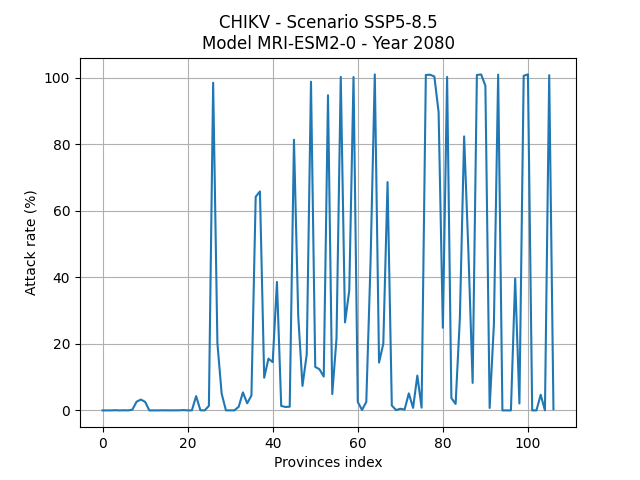 CHIKV - Scenario SSP5-8.5
Model MRI-ESM2-0 - Year 2080
Attack rate (%)
100
80
60
40
20
0
0 20 40 60 80 100
Provinces index